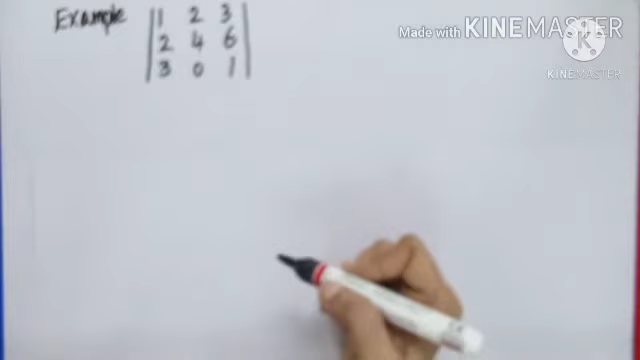 Example | 1 2 3 |
| 2 4 6 |
| 3 0 1 |
Made with KINEMASTER
K
KINEMASTER